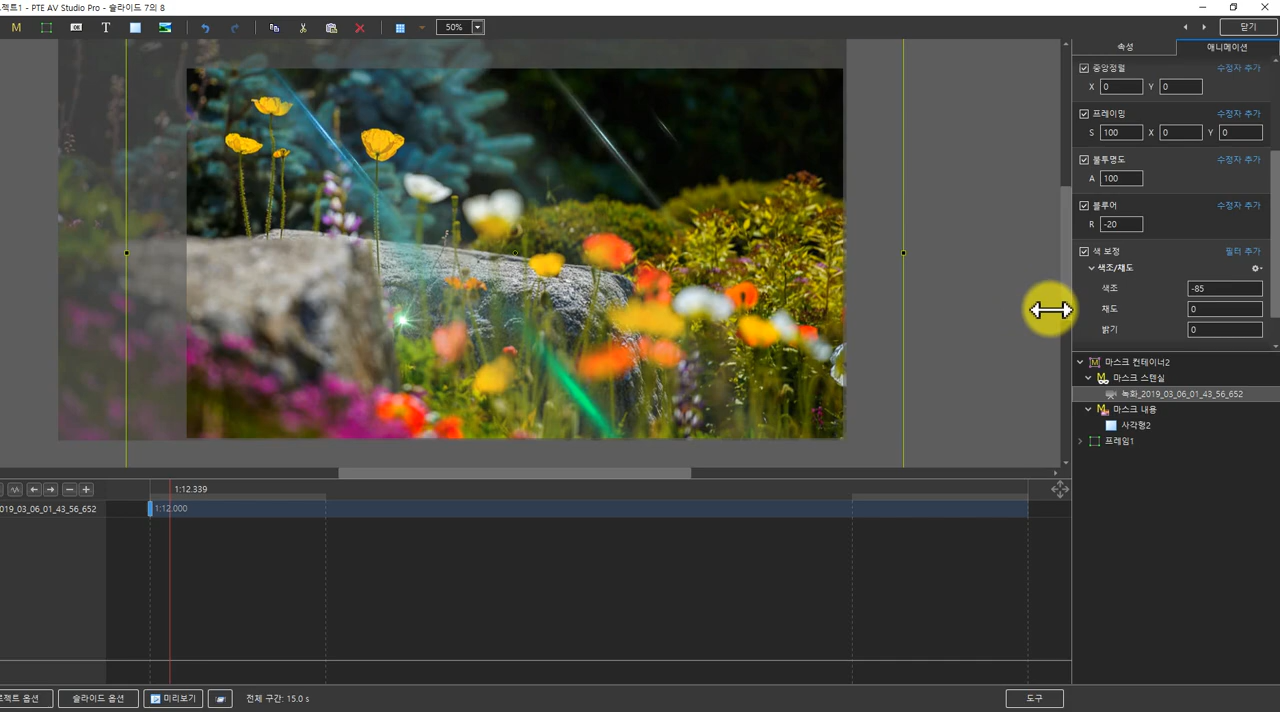 젝트1 - PTE AV Studio Pro - 슬라이드 7의 8
M OK T 50% 닫기
속성 애니메이션
중앙정렬 수정자 추가
X 0 Y 0
프레이밍 수정자 추가
S 100 X 0 Y 0
불투명도 수정자 추가
A 100
블루어 수정자 추가
R -20
색 보정 필터 추가
색조/채도
색조 -85
채도 0
밝기 0
마스크 컨테이너2
마스크 스텐실
녹화_2019_03_06_01_43_56_652
마스크 내용
사각형2
프레임1
1:12.339
019_03_06_01_43_56_652 1:12.000
로젝트 옵션 슬라이드 옵션 미리보기 전체 구간: 15.0 s 도구